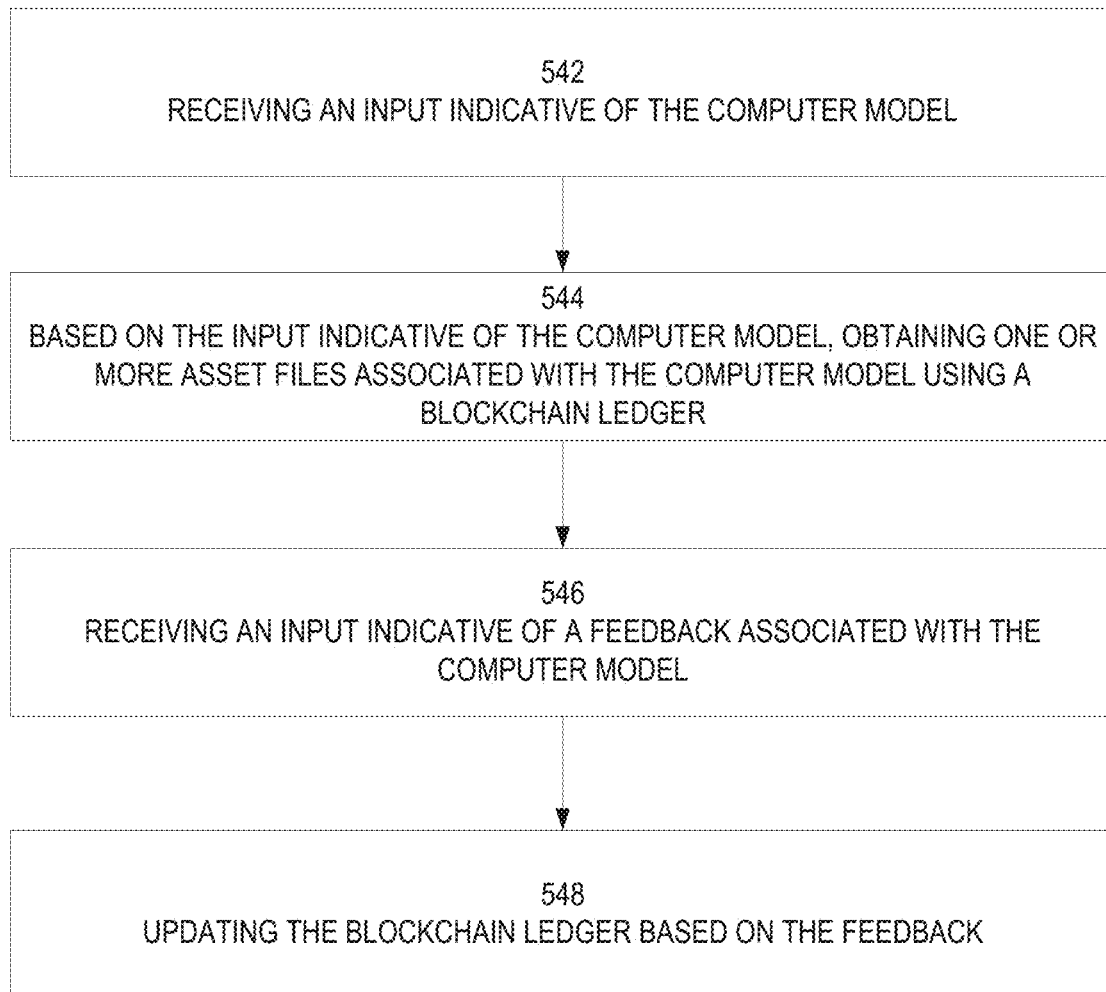 542
RECEIVING AN INPUT INDICATIVE OF THE COMPUTER MODEL
544
BASED ON THE INPUT INDICATIVE OF THE COMPUTER MODEL, OBTAINING ONE OR
MORE ASSET FILES ASSOCIATED WITH THE COMPUTER MODEL USING A
BLOCKCHAIN LEDGER
546
RECEIVING AN INPUT INDICATIVE OF A FEEDBACK ASSOCIATED WITH THE
COMPUTER MODEL
548
UPDATING THE BLOCKCHAIN LEDGER BASED ON THE FEEDBACK